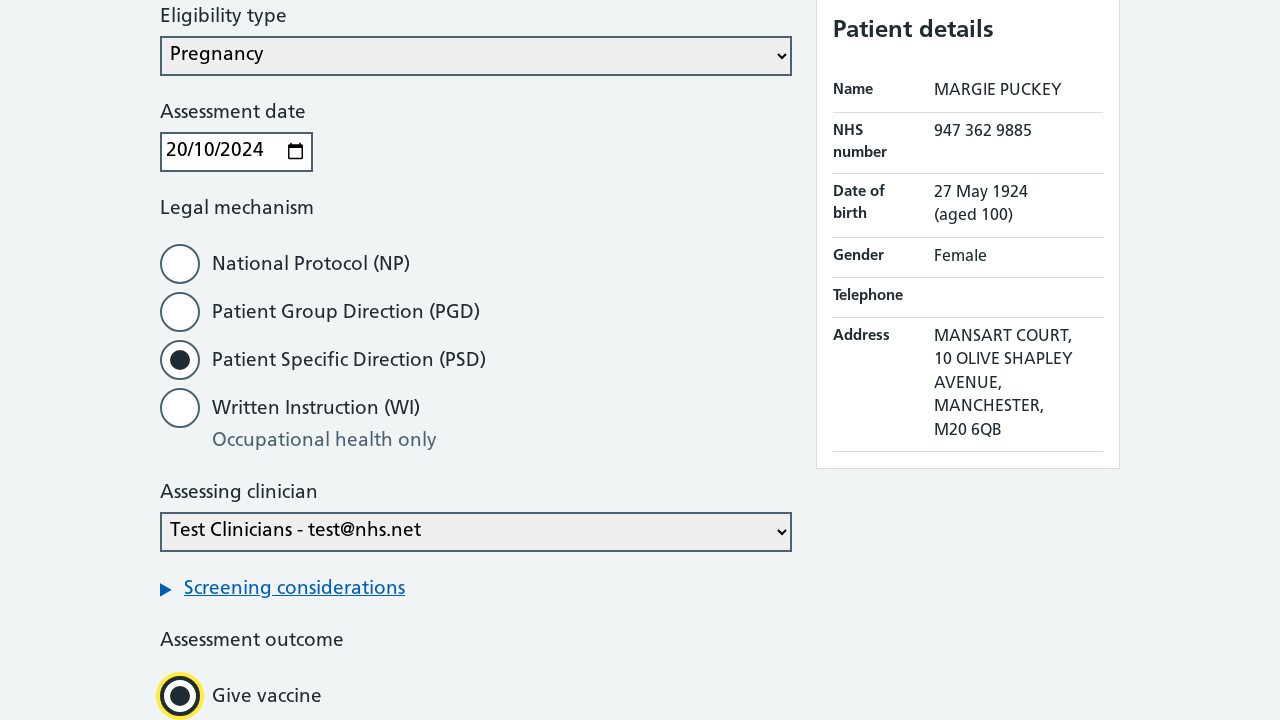 Eligibility type
Pregnancy
Assessment date
20/10/2024
Legal mechanism
National Protocol (NP)
Patient Group Direction (PGD)
Patient Specific Direction (PSD)
Written Instruction (WI)
Occupational health only
Assessing clinician
Test Clinicians - test@nhs.net
Screening considerations
Assessment outcome
Give vaccine
Patient details
Name MARGIE PUCKEY
NHS number 947 362 9885
Date of birth 27 May 1924
(aged 100)
Gender Female
Telephone
Address MANSART COURT,
10 OLIVE SHAPLEY
AVENUE,
MANCHESTER,
M20 6QB